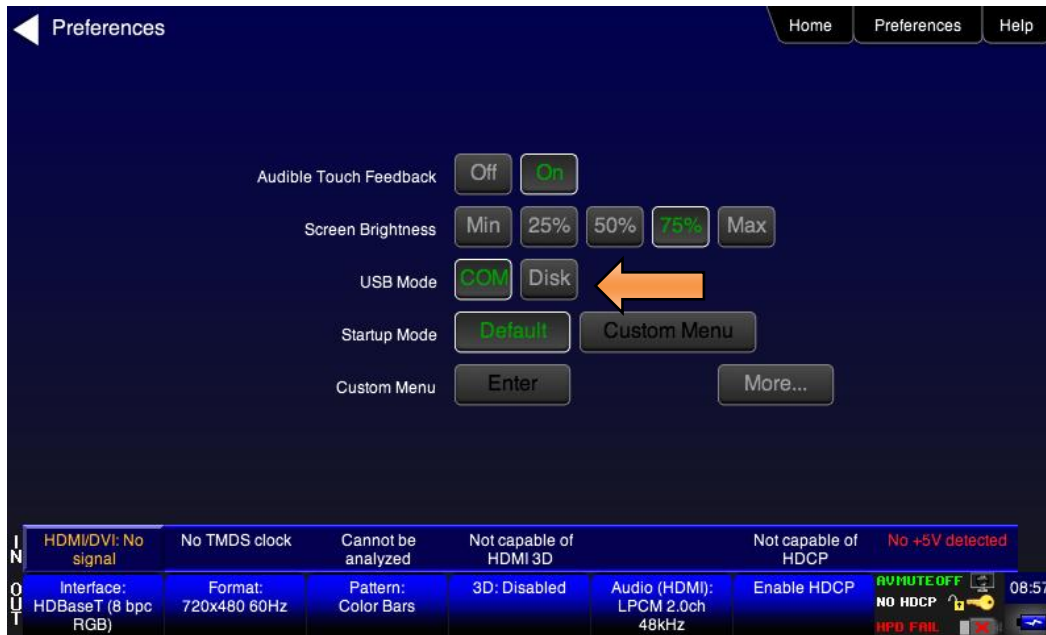 Preferences
Home
Preferences
Help
Audible Touch Feedback
Off
On
Screen Brightness
Min
25%
50%
75%
Max
USB Mode
COM
Disk
Startup Mode
Default
Custom Menu
Custom Menu
Enter
More...
IN
HDMI/DVI: No
signal
No TMDS clock
Cannot be
analyzed
Not capable of
HDMI 3D
Not capable of
HDCP
No +5V detected
OUT
Interface:
HDBaseT (8 bpc
RGB)
Format:
720x480 60Hz
Pattern:
Color Bars
3D: Disabled
Audio (HDMI):
LPCM 2.0ch
48kHz
Enable HDCP
AVMUTE OFF
NO HDCP
HPD FAIL
08:57